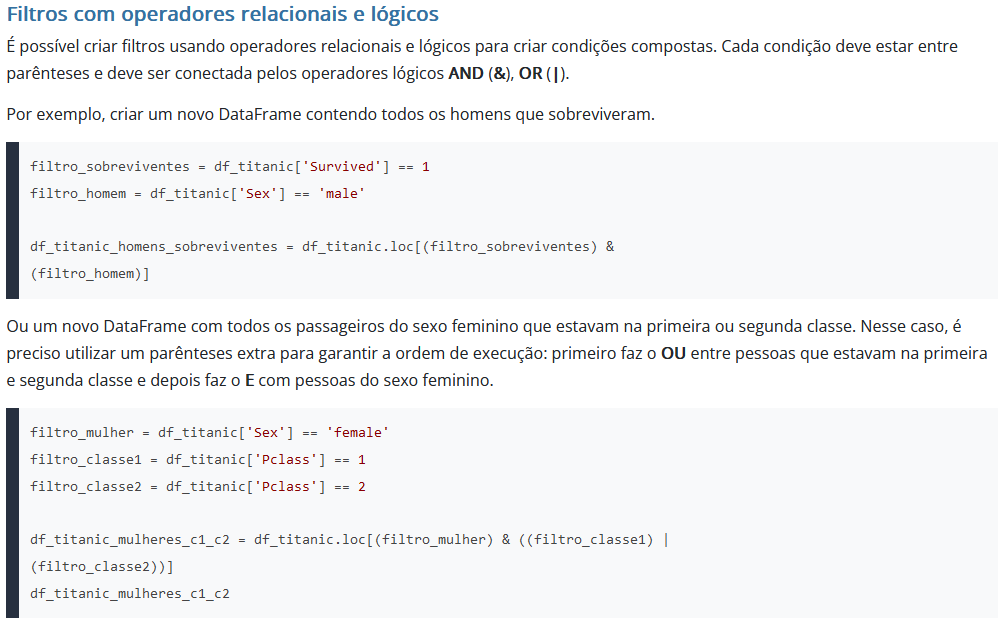 Filtros com operadores relacionais e lógicos
É possível criar filtros usando operadores relacionais e lógicos para criar condições compostas. Cada condição deve estar entre
parênteses e deve ser conectada pelos operadores lógicos AND (&), OR (|).
Por exemplo, criar um novo DataFrame contendo todos os homens que sobreviveram.
filtro_sobreviventes = df_titanic['Survived'] == 1
filtro_homem = df_titanic['Sex'] == 'male'
df_titanic_homens_sobreviventes = df_titanic.loc[(filtro_sobreviventes) &
(filtro_homem)]
Ou um novo DataFrame com todos os passageiros do sexo feminino que estavam na primeira ou segunda classe. Nesse caso, é
preciso utilizar um parênteses extra para garantir a ordem de execução: primeiro faz o OU entre pessoas que estavam na primeira
e segunda classe e depois faz o E com pessoas do sexo feminino.
filtro_mulher = df_titanic['Sex'] == 'female'
filtro_classe1 = df_titanic['Pclass'] == 1
filtro_classe2 = df_titanic['Pclass'] == 2
df_titanic_mulheres_c1_c2 = df_titanic.loc[(filtro_mulher) & ((filtro_classe1) |
(filtro_classe2))]
df_titanic_mulheres_c1_c2